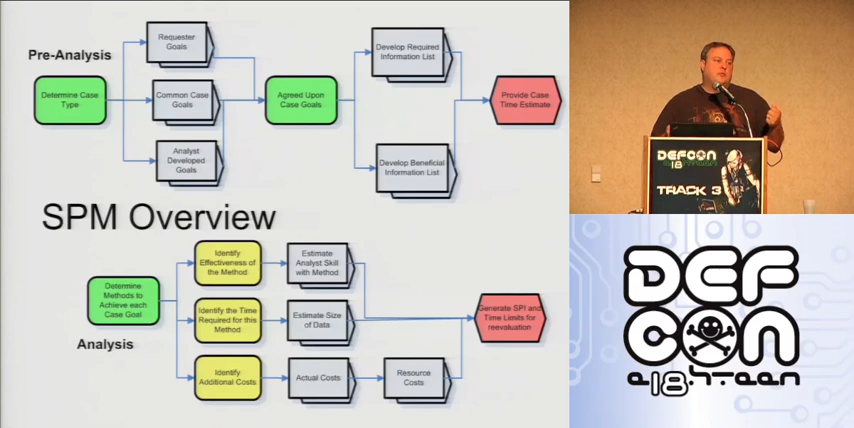 Pre-Analysis
Determine Case
Type
Requester
Goals
Common Case
Goals
Analyst
Developed
Goals
Agreed Upon
Case Goals
Develop Required
Information List
Develop Beneficial
Information List
Provide Case
Time Estimate
SPM Overview
Determine
Methods to
Achieve each
Case Goal
Analysis
Identify
Effectiveness of
the Method
Estimate
Analyst Skill
with Method
Identify the Time
Required for this
Method
Estimate Size
of Data
Identify
Additional Costs
Actual Costs
Resource
Costs
Generate SPI and
Time Limits for
reevaluation
DEFCON
18
TRACK 3
DEF
CON
e18h.teen